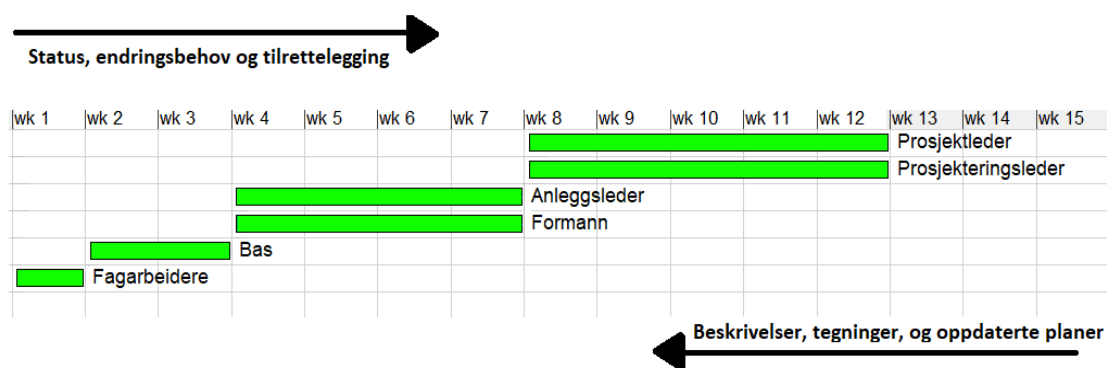 Status, endringsbehov og tilrettelegging
wk 1 wk 2 wk 3 wk 4 wk 5 wk 6 wk 7 wk 8 wk 9 wk 10 wk 11 wk 12 wk 13 wk 14 wk 15
Prosjektleder
Prosjekteringsleder
Anleggsleder
Formann
Bas
Fagarbeidere
Beskrivelser, tegninger, og oppdaterte planer